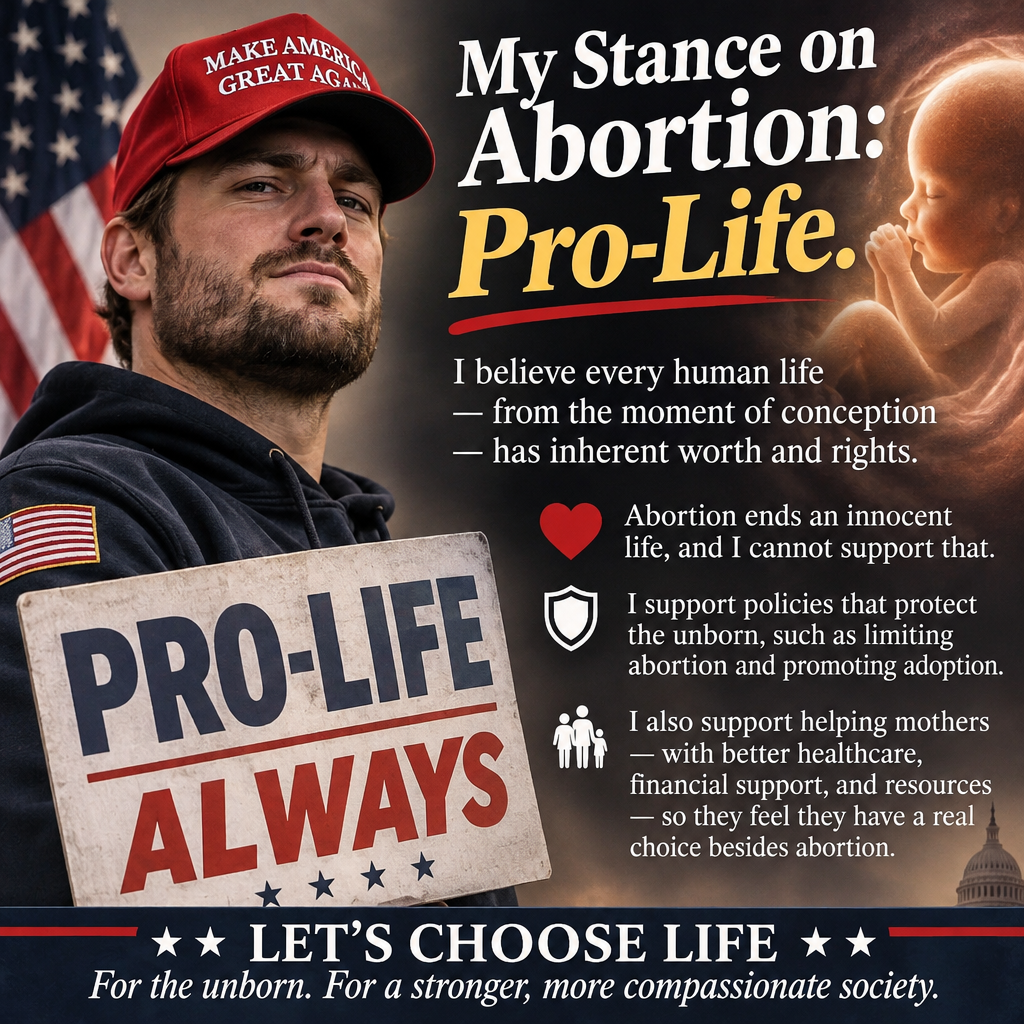 MAKE AMERICA
GREAT AGAIN
My Stance on
Abortion:
Pro-Life.
I believe every human life
— from the moment of conception
— has inherent worth and rights.
Abortion ends an innocent
life, and I cannot support that.
I support policies that protect
the unborn, such as limiting
abortion and promoting adoption.
I also support helping mothers
— with better healthcare,
financial support, and resources
— so they feel they have a real
choice besides abortion.
PRO-LIFE
ALWAYS
LET'S CHOOSE LIFE
For the unborn. For a stronger, more compassionate society.